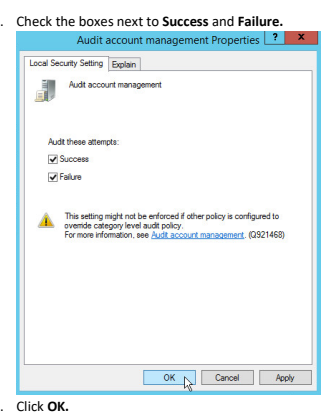 . Check the boxes next to Success and Failure.
Audit account management Properties ? x
Local Security Setting Explain
Audit account management
Audit these attempts:
Success
Failure
This setting might not be enforced if other policy is configured to
override category level audit policy.
For more information, see Audit account management. (Q921468)
OK Cancel Apply
. Click OK.